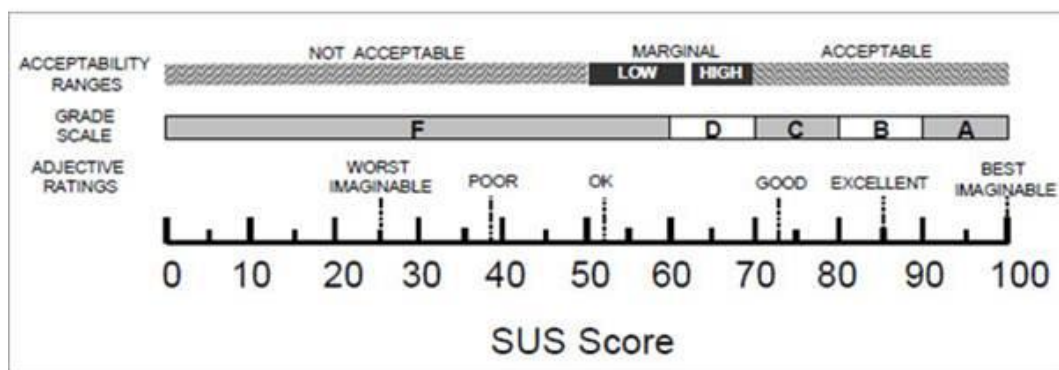 NOT ACCEPTABLE MARGINAL ACCEPTABLE
ACCEPTABILITY RANGES LOW HIGH
GRADE SCALE F D C B A
ADJECTIVE RATINGS WORST IMAGINABLE POOR OK GOOD EXCELLENT BEST IMAGINABLE
0 10 20 30 40 50 60 70 80 90 100
SUS Score